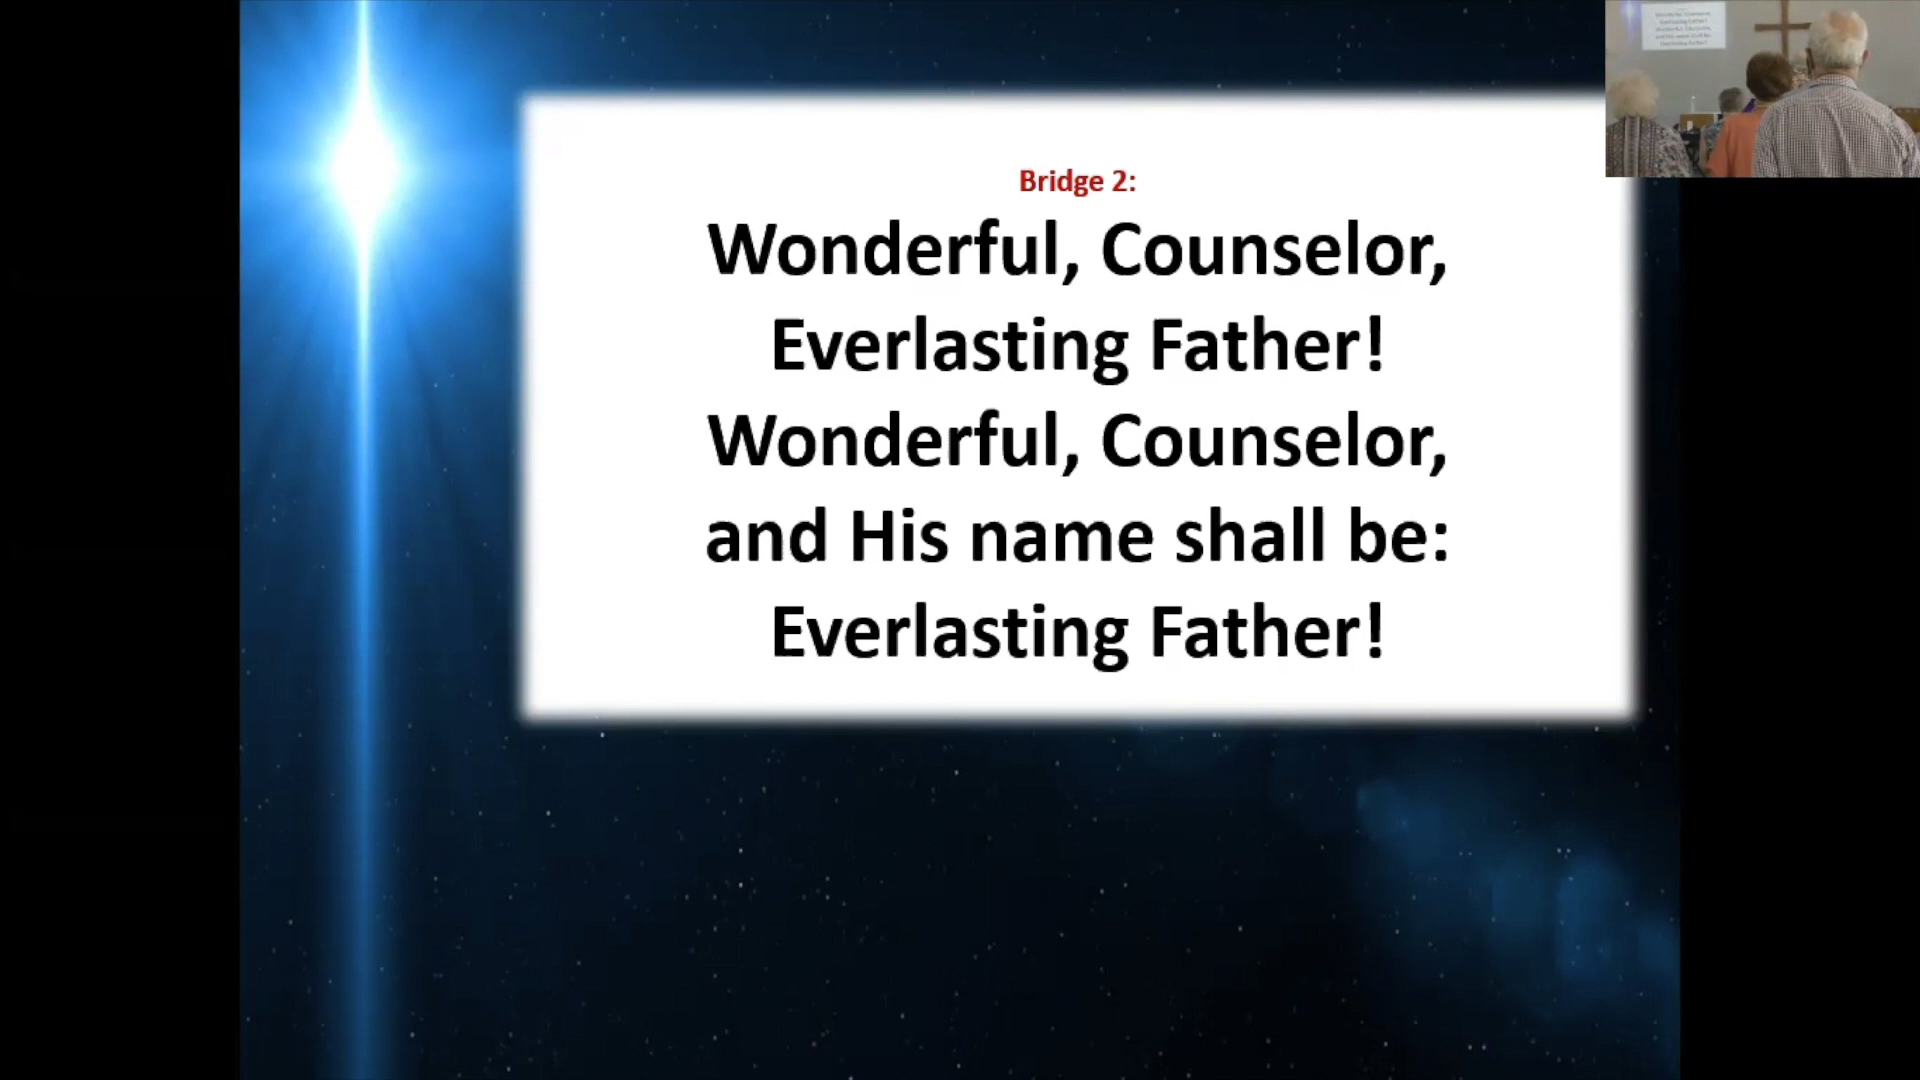 Bridge 2:
Wonderful, Counselor,
Everlasting Father!
Wonderful, Counselor,
and His name shall be:
Everlasting Father!